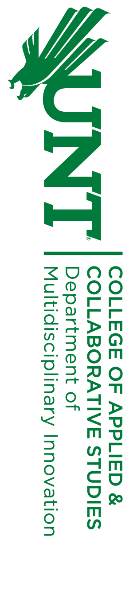 UNT®
COLLEGE OF APPLIED &
COLLABORATIVE STUDIES
Department of
Multidisciplinary Innovation